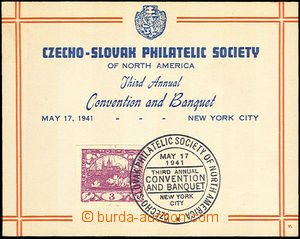 CZECHO-SLOVAK PHILATELIC SOCIETY
OF NORTH AMERICA
Third Annual
Convention and Banquet
MAY 17, 1941 - - - NEW YORK CITY
3
CZECHO-SLOVAK PHILATELIC SOCIETY OF NORTH AMERICA
MAY 17
1941
THIRD ANNUAL
CONVENTION
AND BANQUET
NEW YORK
CITY
© burda-auction.com